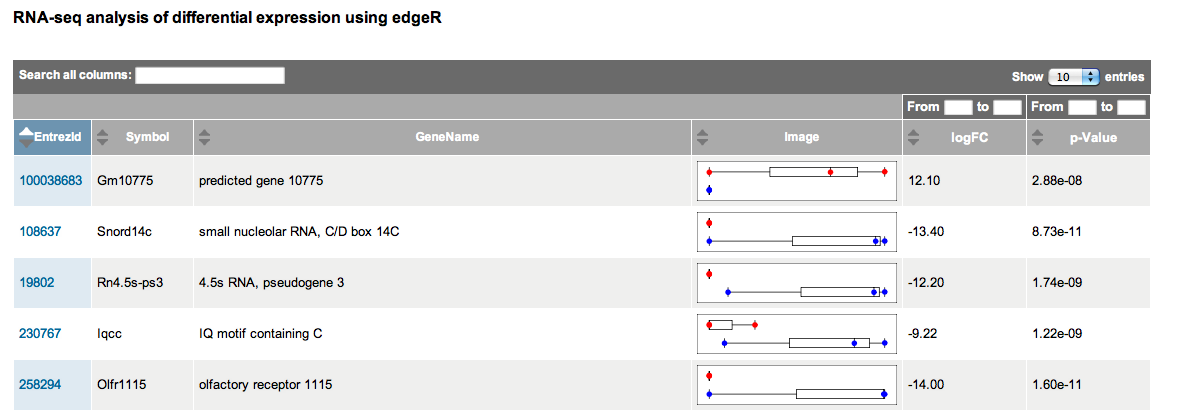 RNA-seq analysis of differential expression using edgeR
Search all columns: Show 10 entries
From to From to
EntrezId Symbol GeneName Image logFC p-Value
100038683 Gm10775 predicted gene 10775 12.10 2.88e-08
108637 Snord14c small nucleolar RNA, C/D box 14C -13.40 8.73e-11
19802 Rn4.5s-ps3 4.5s RNA, pseudogene 3 -12.20 1.74e-09
230767 Iqcc IQ motif containing C -9.22 1.22e-09
258294 Olfr1115 olfactory receptor 1115 -14.00 1.60e-11